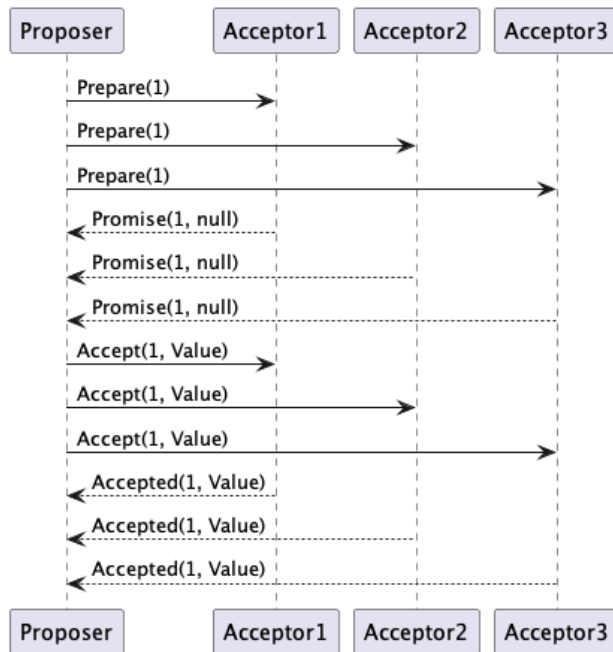 Proposer Acceptor1 Acceptor2 Acceptor3
Prepare(1)
Prepare(1)
Prepare(1)
Promise(1, null)
Promise(1, null)
Promise(1, null)
Accept(1, Value)
Accept(1, Value)
Accept(1, Value)
Accepted(1, Value)
Accepted(1, Value)
Accepted(1, Value)
Proposer Acceptor1 Acceptor2 Acceptor3